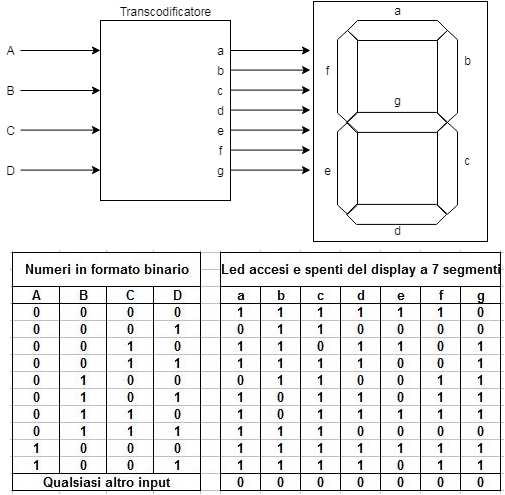 Transcodificatore
A a a
B b f b
C c g
d
D e c
f e
g d
Numeri in formato binario Led accesi e spenti del display a 7 segmenti
A B C D a b c d e f g
0 0 0 0 1 1 1 1 1 1 0
0 0 0 1 0 1 1 0 0 0 0
0 0 1 0 1 1 0 1 1 0 1
0 0 1 1 1 1 1 1 0 0 1
0 1 0 0 0 1 1 0 0 1 1
0 1 0 1 1 0 1 1 0 1 1
0 1 1 0 1 0 1 1 1 1 1
0 1 1 1 1 1 1 0 0 0 0
1 0 0 0 1 1 1 1 1 1 1
1 0 0 1 1 1 1 1 0 1 1
Qualsiasi altro input 0 0 0 0 0 0 0